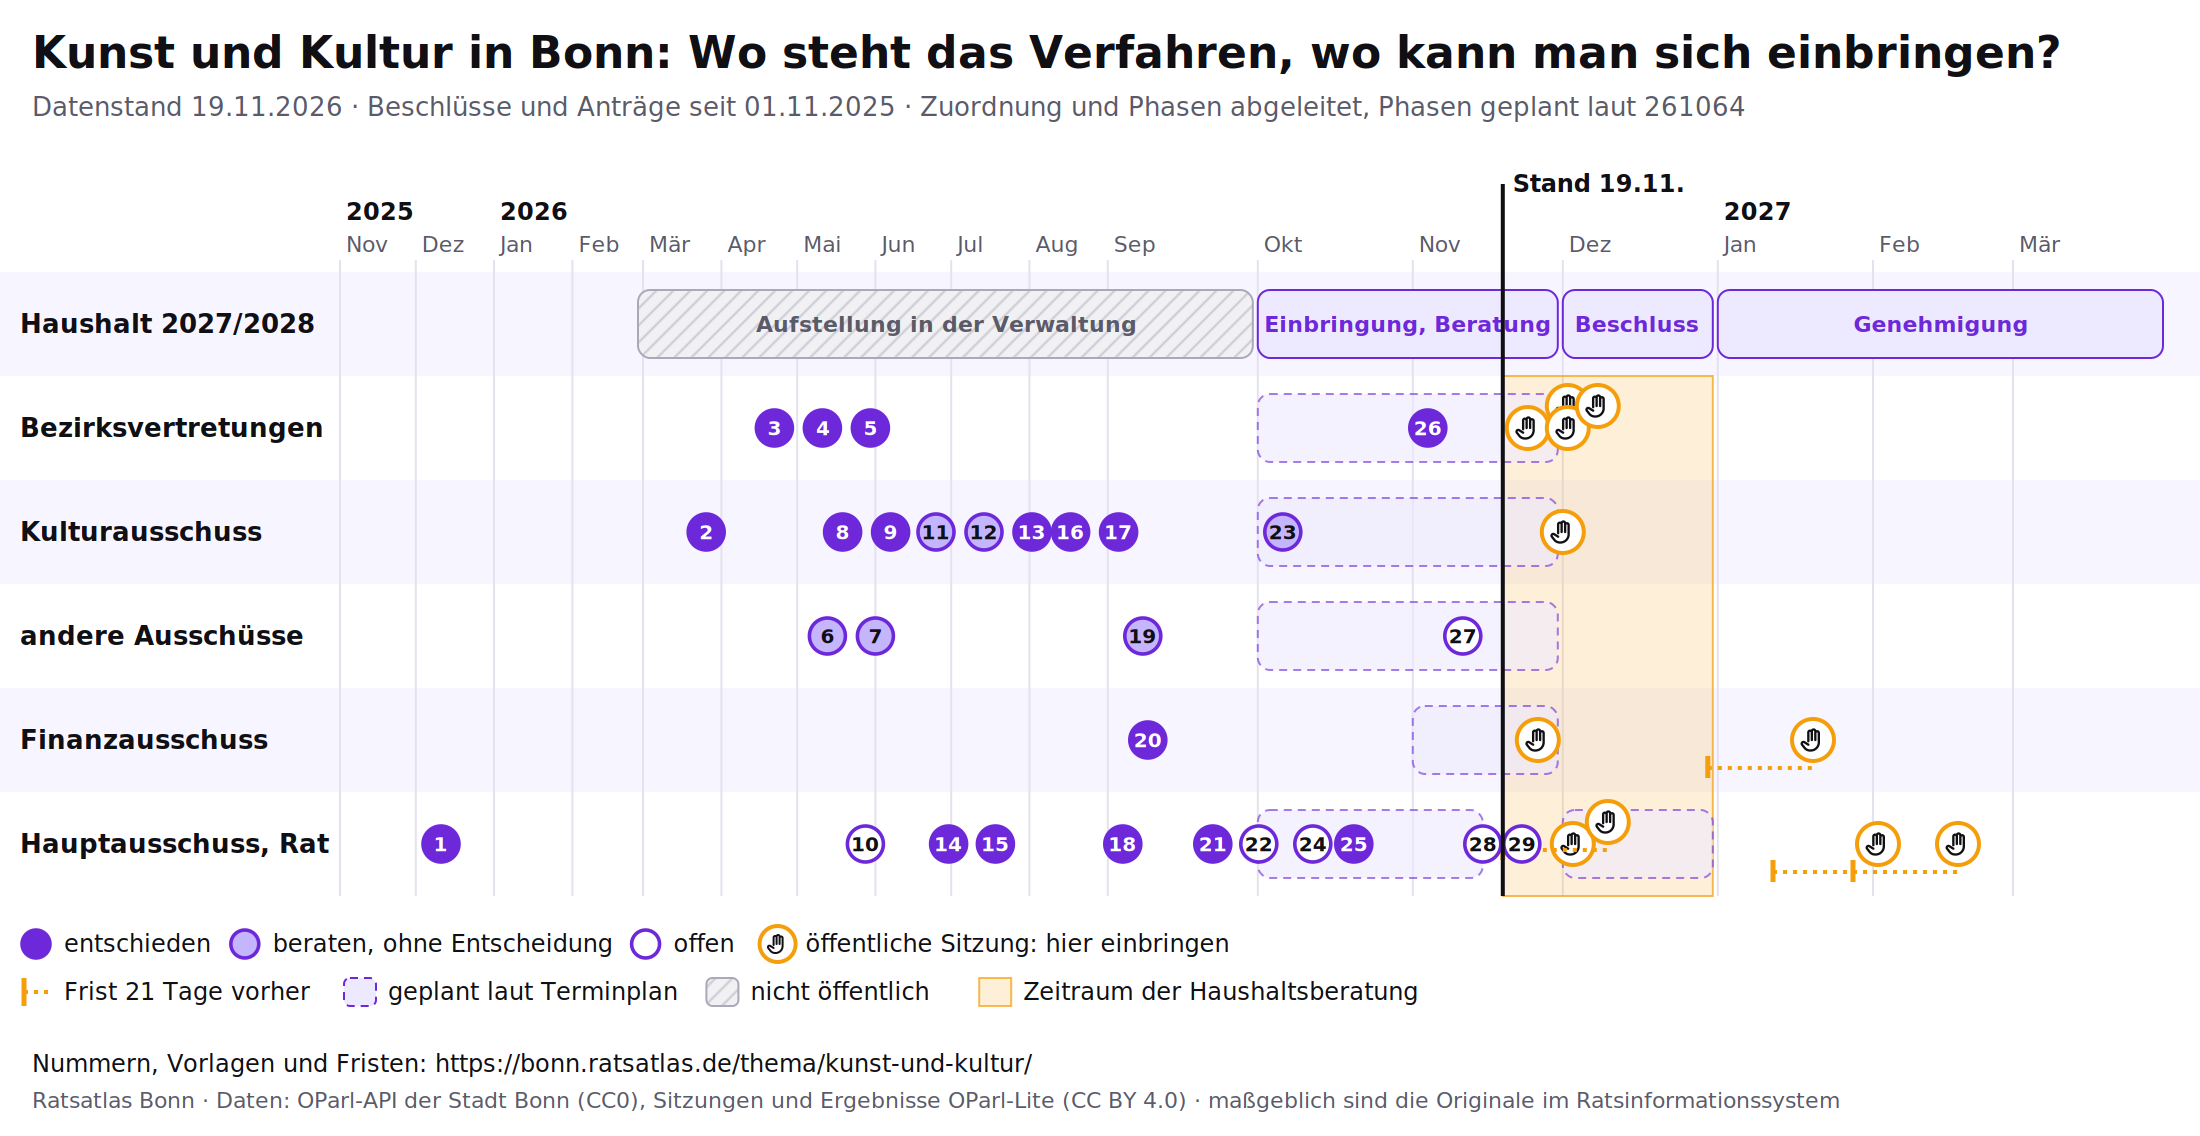 Kunst und Kultur in Bonn: Wo steht das Verfahren, wo kann man sich einbringen?
Datenstand 19.11.2026 · Beschlüsse und Anträge seit 01.11.2025 · Zuordnung und Phasen abgeleitet, Phasen geplant laut 261064
Stand 19.11.
2025 2026 2027
Nov Dez Jan Feb Mär Apr Mai Jun Jul Aug Sep Okt Nov Dez Jan Feb Mär
Haushalt 2027/2028 Aufstellung in der Verwaltung Einbringung, Beratung Beschluss Genehmigung
Bezirksvertretungen 3 4 5 26
Kulturausschuss 2 8 9 11 12 13 16 17 23
andere Ausschüsse 6 7 19 27
Finanzausschuss 20
Hauptausschuss, Rat 1 10 14 15 18 21 22 24 25 28 29
entschieden beraten, ohne Entscheidung offen öffentliche Sitzung: hier einbringen
Frist 21 Tage vorher geplant laut Terminplan nicht öffentlich Zeitraum der Haushaltsberatung
Nummern, Vorlagen und Fristen: https://bonn.ratsatlas.de/thema/kunst-und-kultur/
Ratsatlas Bonn · Daten: OParl-API der Stadt Bonn (CC0), Sitzungen und Ergebnisse OParl-Lite (CC BY 4.0) · maßgeblich sind die Originale im Ratsinformationssystem